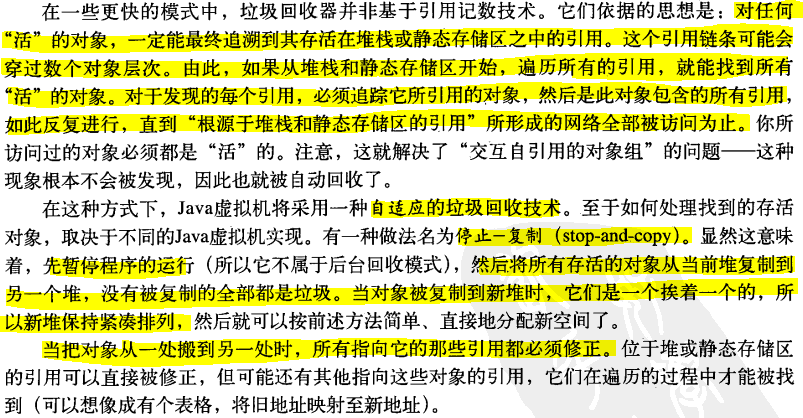 在一些更快的模式中，垃圾回收器并非基于引用记数技术。它们依据的思想是：对任何
“活”的对象，一定能最终追溯到其存活在堆栈或静态存储区之中的引用。这个引用链条可能会
穿过数个对象层次。由此，如果从堆栈和静态存储区开始，遍历所有的引用，就能找到所有
“活”的对象。对于发现的每个引用，必须追踪它所引用的对象，然后是此对象包含的所有引用，
如此反复进行，直到“根源于堆栈和静态存储区的引用”所形成的网络全部被访问为止。你所
访问过的对象必须都是“活”的。注意，这就解决了“交互自引用的对象组”的问题——这种
现象根本不会被发现，因此也就被自动回收了。
在这种方式下，Java虚拟机将采用一种自适应的垃圾回收技术。至于如何处理找到的存活
对象，取决于不同的Java虚拟机实现。有一种做法名为停止－复制（stop-and-copy）。显然这意味
着，先暂停程序的运行（所以它不属于后台回收模式），然后将所有存活的对象从当前堆复制到
另一个堆，没有被复制的全部都是垃圾。当对象被复制到新堆时，它们是一个挨着一个的，所
以新堆保持紧凑排列，然后就可以按前述方法简单、直接地分配新空间了。
当把对象从一处搬到另一处时，所有指向它的那些引用都必须修正。位于堆或静态存储区
的引用可以直接被修正，但可能还有其他指向这些对象的引用，它们在遍历的过程中才能被找
到（可以想像成有个表格，将旧地址映射至新地址）。